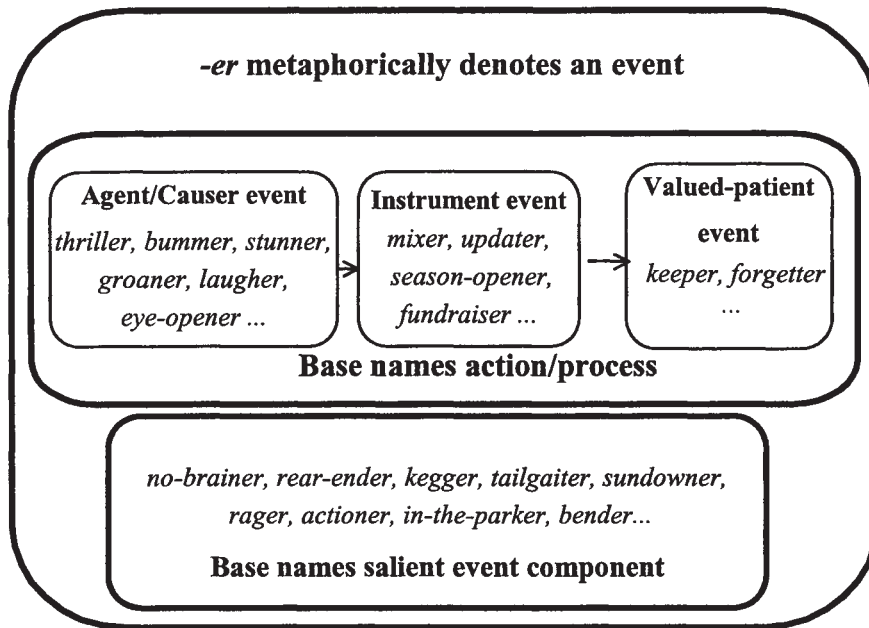 -er metaphorically denotes an event
Agent/Causer event
thriller, bummer, stunner,
groaner, laugher,
eye-opener ...
Instrument event
mixer, updater,
season-opener,
fundraiser ...
Valued-patient
event
keeper, forgetter
...
Base names action/process
no-brainer, rear-ender, kegger, tailgaiter, sundowner,
rager, actioner, in-the-parker, bender...
Base names salient event component